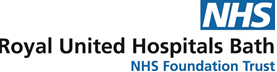 NHS
Royal United Hospitals Bath
NHS Foundation Trust